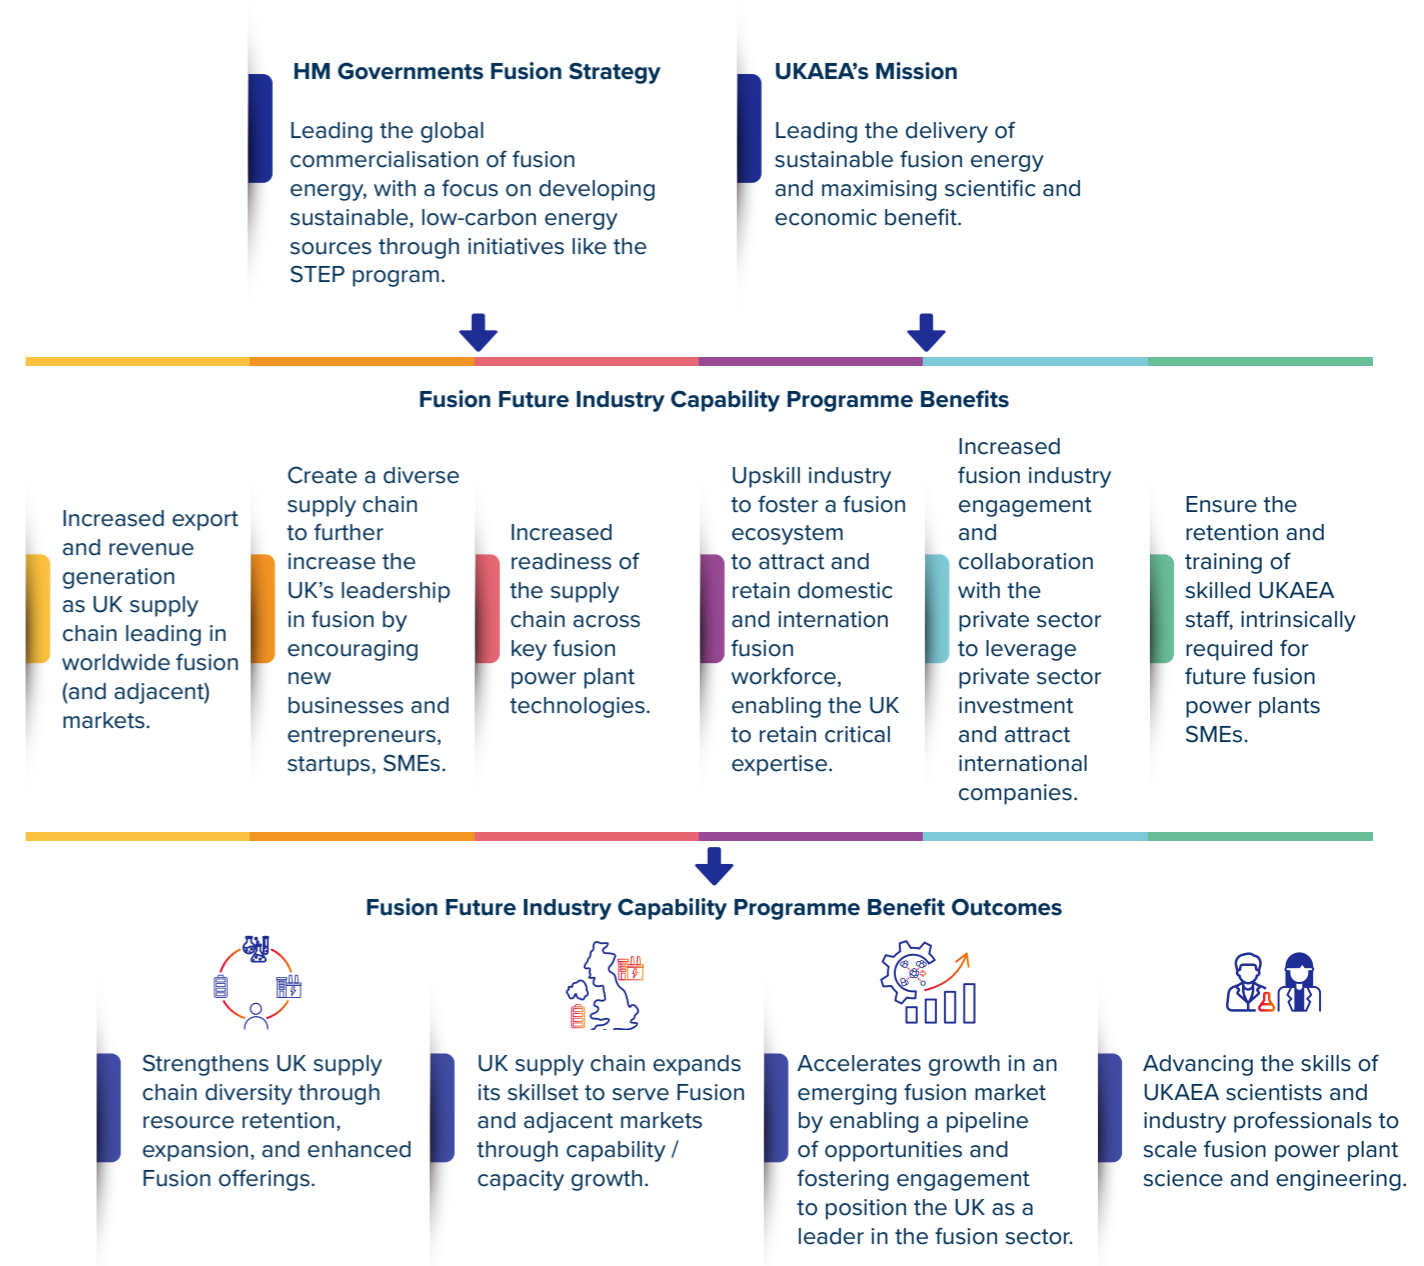 HM Governments Fusion Strategy
Leading the global
commercialisation of fusion
energy, with a focus on developing
sustainable, low-carbon energy
sources through initiatives like the
STEP program.
UKAEA's Mission
Leading the delivery of
sustainable fusion energy
and maximising scientific and
economic benefit.
Fusion Future Industry Capability Programme Benefits
Increased export
and revenue
generation
as UK supply
chain leading in
worldwide fusion
(and adjacent)
markets.
Create a diverse
supply chain
to further
increase the
UK's leadership
in fusion by
encouraging
new
businesses and
entrepreneurs,
startups, SMEs.
Increased
readiness of
the supply
chain across
key fusion
power plant
technologies.
Upskill industry
to foster a fusion
ecosystem
to attract and
retain domestic
and internation
fusion
workforce,
enabling the UK
to retain critical
expertise.
Increased
fusion industry
engagement
and
collaboration
with the
private sector
to leverage
private sector
investment
and attract
international
companies.
Ensure the
retention and
training of
skilled UKAEA
staff, intrinsically
required for
future fusion
power plants
SMEs.
Fusion Future Industry Capability Programme Benefit Outcomes
Strengthens UK supply
chain diversity through
resource retention,
expansion, and enhanced
Fusion offerings.
UK supply chain expands
its skillset to serve Fusion
and adjacent markets
through capability /
capacity growth.
Accelerates growth in an
emerging fusion market
by enabling a pipeline
of opportunities and
fostering engagement
to position the UK as a
leader in the fusion sector.
Advancing the skills of
UKAEA scientists and
industry professionals to
scale fusion power plant
science and engineering.